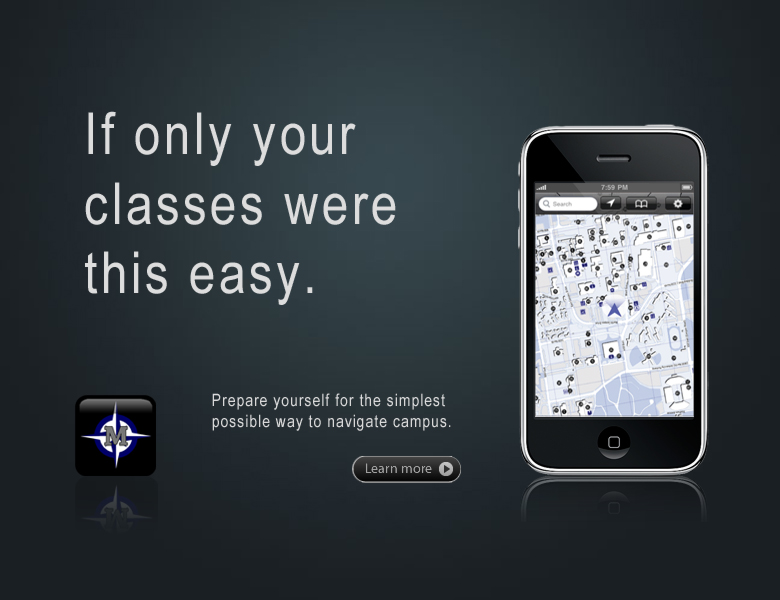 If only your
classes were
this easy.
7:59 PM
Search
M
Prepare yourself for the simplest
possible way to navigate campus.
Learn more